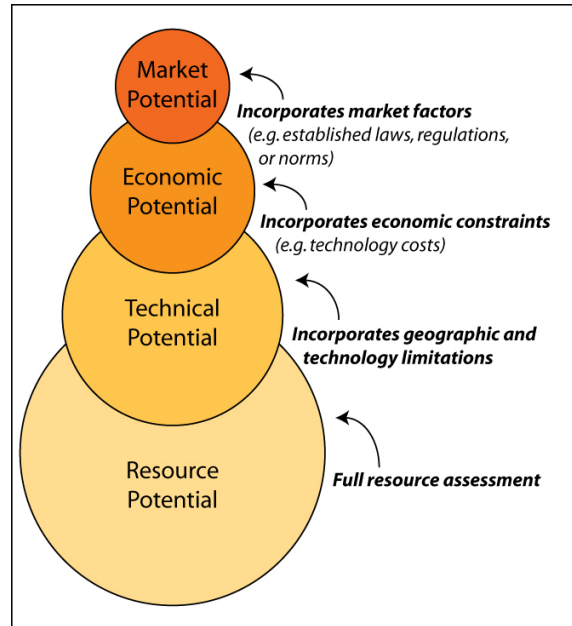 Market
Potential
Incorporates market factors
(e.g. established laws, regulations,
or norms)
Economic
Potential
Incorporates economic constraints
(e.g. technology costs)
Technical
Potential
Incorporates geographic and
technology limitations
Resource
Potential
Full resource assessment